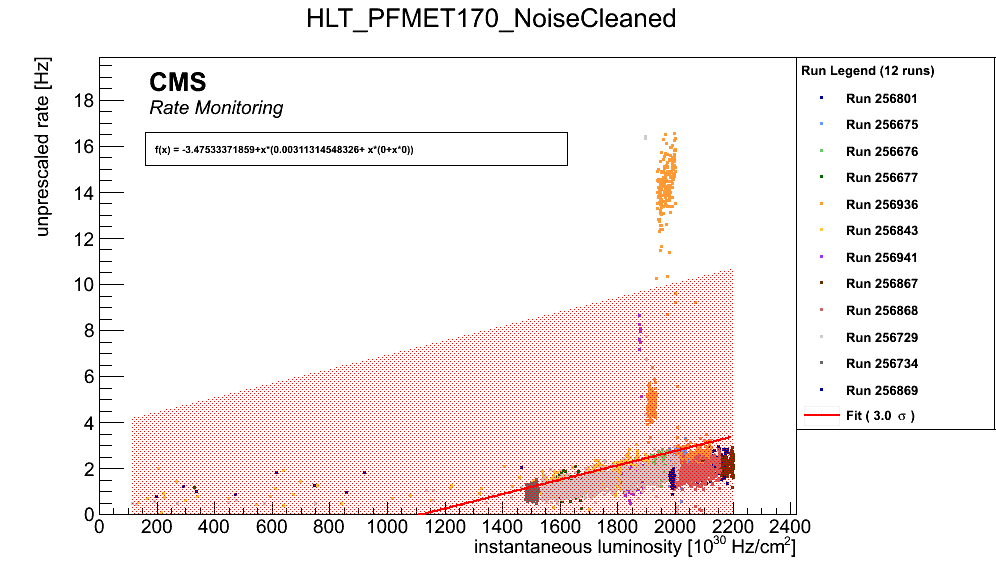 HLT_PFMET170_NoiseCleaned
unprescaled rate [Hz]
CMS
Rate Monitoring
f(x) = -3.47533371859+x*(0.00311314548326+ x*(0+x*0))
18
16
14
12
10
8
6
4
2
0
0 200 400 600 800 1000 1200 1400 1600 1800 2000 2200 2400
instantaneous luminosity [10³⁰ Hz/cm²]
Run Legend (12 runs)
Run 256801
Run 256675
Run 256676
Run 256677
Run 256936
Run 256843
Run 256941
Run 256867
Run 256868
Run 256729
Run 256734
Run 256869
Fit ( 3.0 σ )